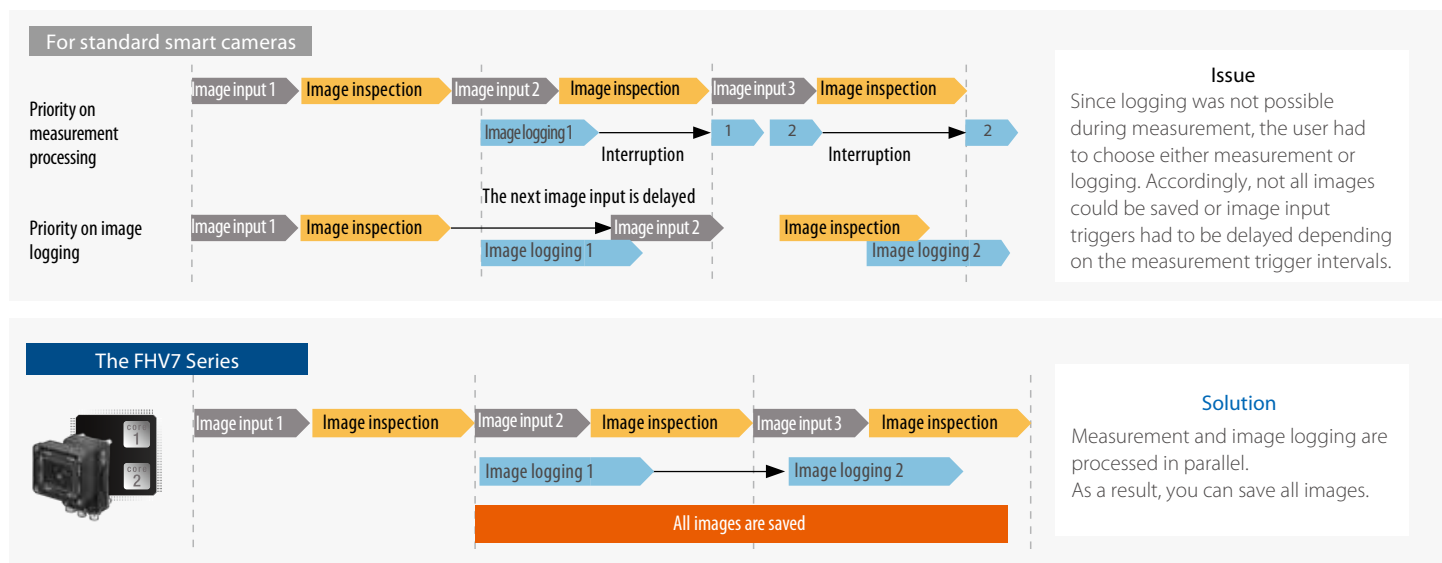 For standard smart cameras
Priority on
measurement
processing
Image input 1
Image inspection
Image input 2
Image inspection
Image input 3
Image inspection
Image logging 1
Interruption
1
2
Interruption
2
Priority on image
logging
The next image input is delayed
Image input 1
Image inspection
Image input 2
Image inspection
Image logging 1
Image logging 2
Issue
Since logging was not possible
during measurement, the user had
to choose either measurement or
logging. Accordingly, not all images
could be saved or image input
triggers had to be delayed depending
on the measurement trigger intervals.
The FHV7 Series
core
1
core
2
Image input 1
Image inspection
Image input 2
Image inspection
Image input 3
Image inspection
Image logging 1
Image logging 2
All images are saved
Solution
Measurement and image logging are
processed in parallel.
As a result, you can save all images.